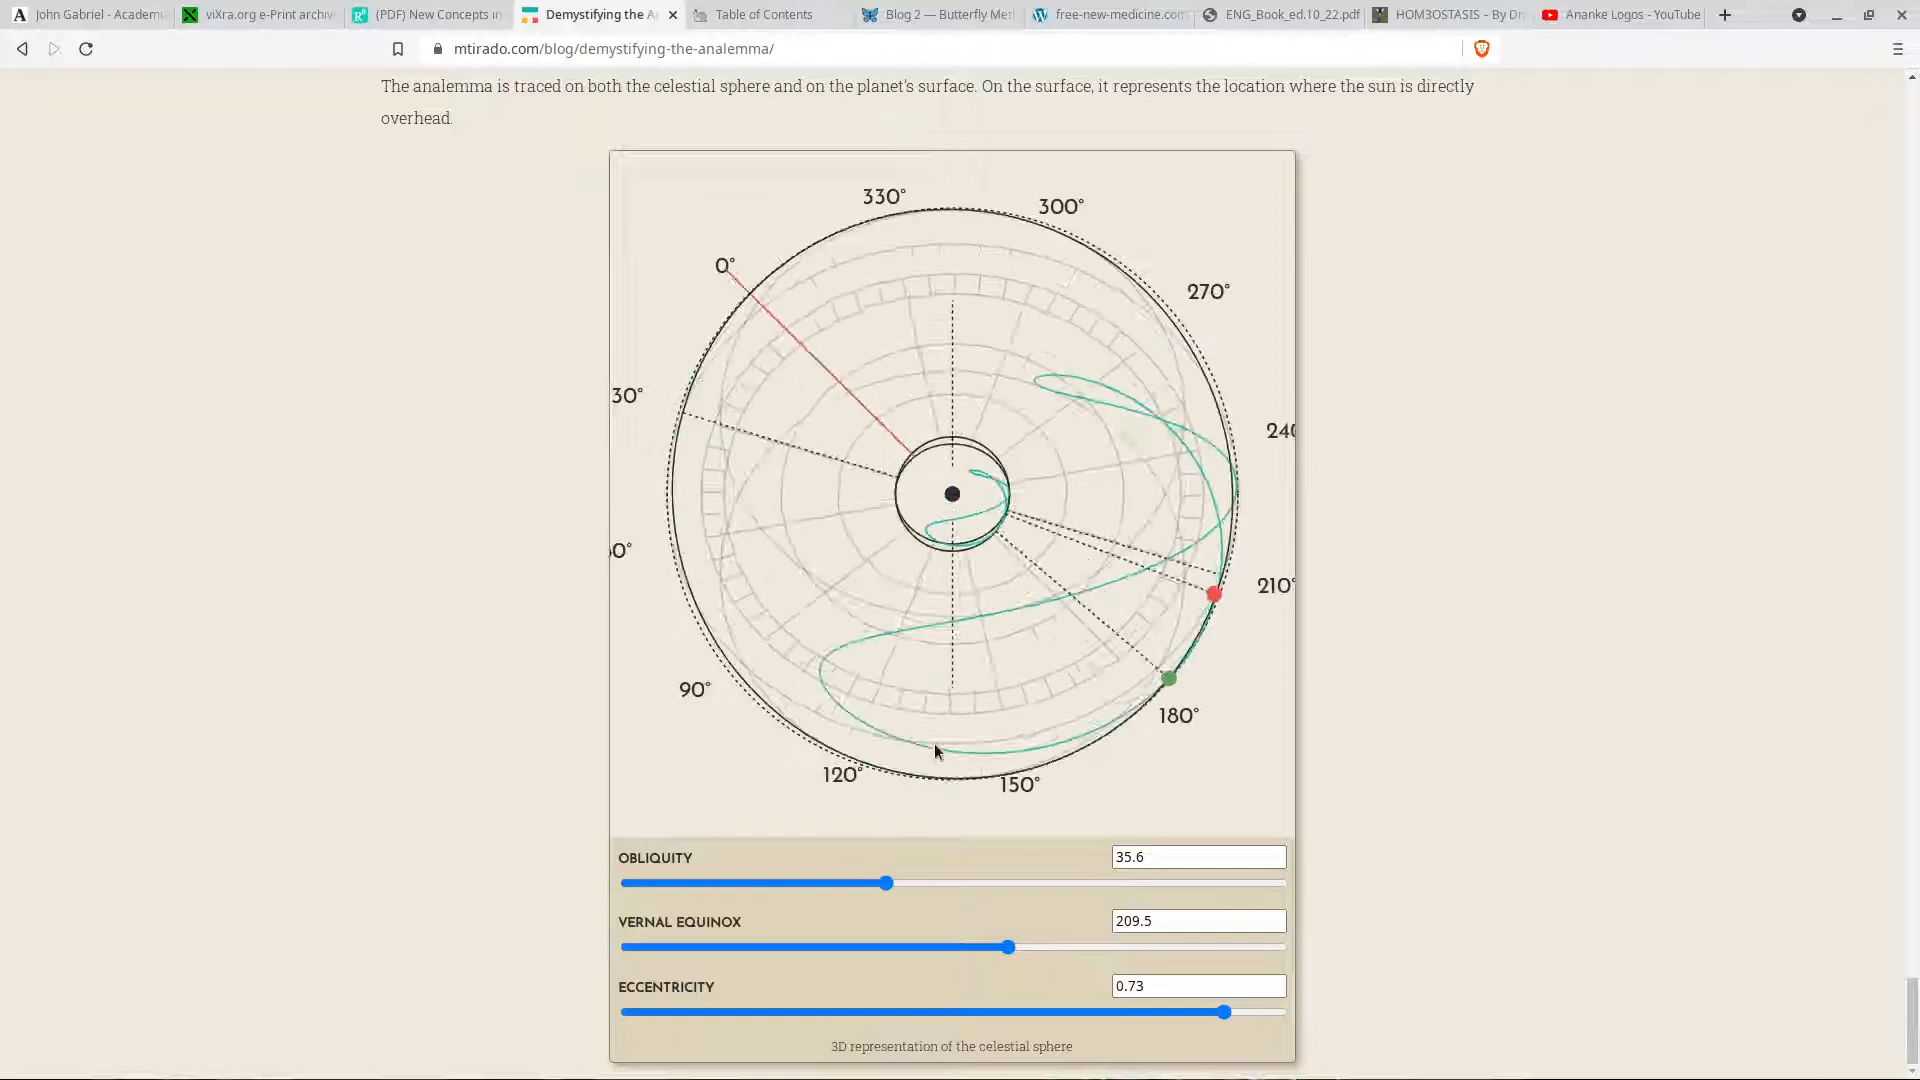 John Gabriel - Academi
viXra.org e-Print archiv
(PDF) New Concepts in
Demystifying the A
Table of Contents
Blog 2 — Butterfly Met
free-new-medicine.com
ENG_Book_ed.10_22.pdf
HOM3OSTASIS – By Dr
Ananke Logos - YouTube
mtirado.com/blog/demystifying-the-analemma/
The analemma is traced on both the celestial sphere and on the planet's surface. On the surface, it represents the location where the sun is directly
overhead.
330°
300°
0°
270°
30°
240
0°
210°
90°
180°
120°
150°
OBLIQUITY
35.6
VERNAL EQUINOX
209.5
ECCENTRICITY
0.73
3D representation of the celestial sphere